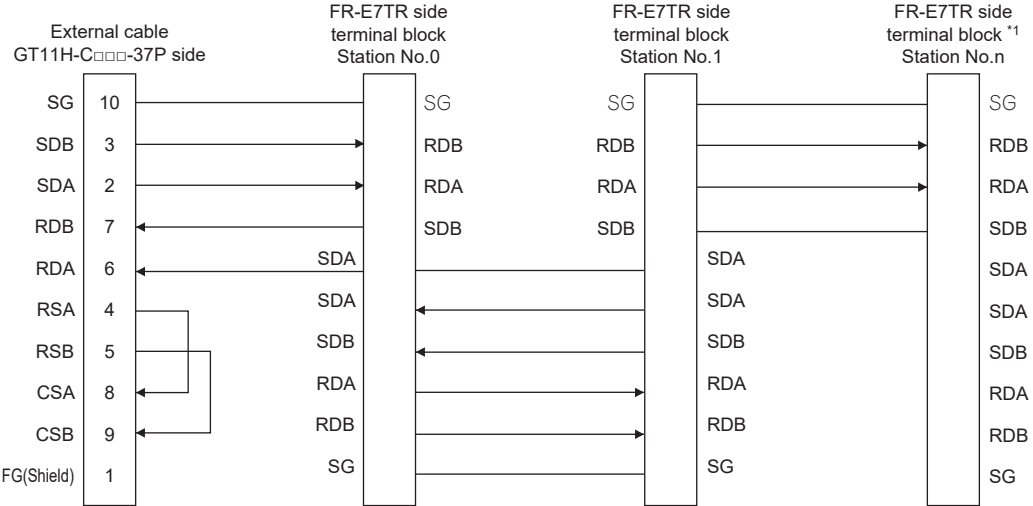 External cable
GT11H-C□□□-37P side
FR-E7TR side
terminal block
Station No.0
FR-E7TR side
terminal block
Station No.1
FR-E7TR side
terminal block *1
Station No.n
SG 10 SG SG SG
SDB 3 RDB RDB RDB
SDA 2 RDA RDA RDA
RDB 7 SDB SDB SDB
RDA 6 SDA SDA SDA
RSA 4 SDA SDA SDA
RSB 5 SDB SDB SDB
CSA 8 RDA RDA RDA
CSB 9 RDB RDB RDB
FG(Shield) 1 SG SG SG